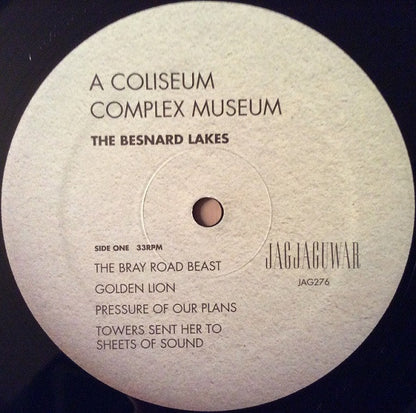 A COLISEUM
COMPLEX MUSEUM
THE BESNARD LAKES
SIDE ONE 33RPM
THE BRAY ROAD BEAST
GOLDEN LION
PRESSURE OF OUR PLANS
TOWERS SENT HER TO
SHEETS OF SOUND
JAGJAGUWAR
JAG276